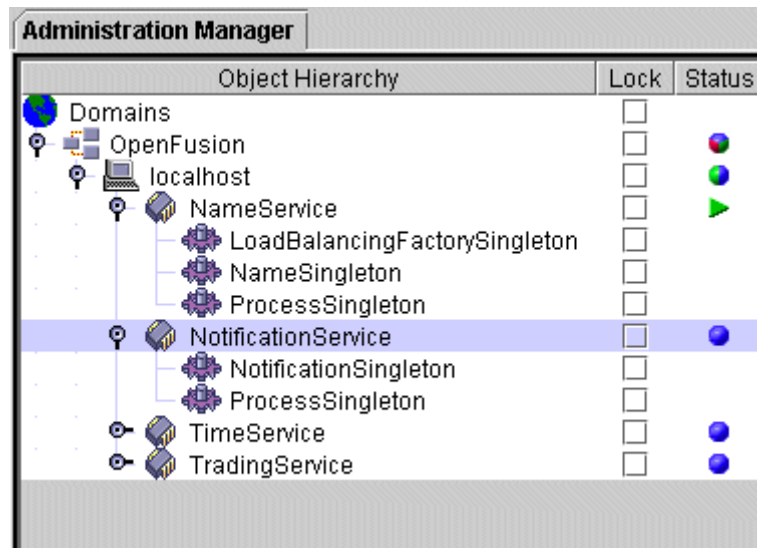 Administration Manager
Object Hierarchy Lock Status
Domains
OpenFusion
localhost
NameService
LoadBalancingFactorySingleton
NameSingleton
ProcessSingleton
NotificationService
NotificationSingleton
ProcessSingleton
TimeService
TradingService